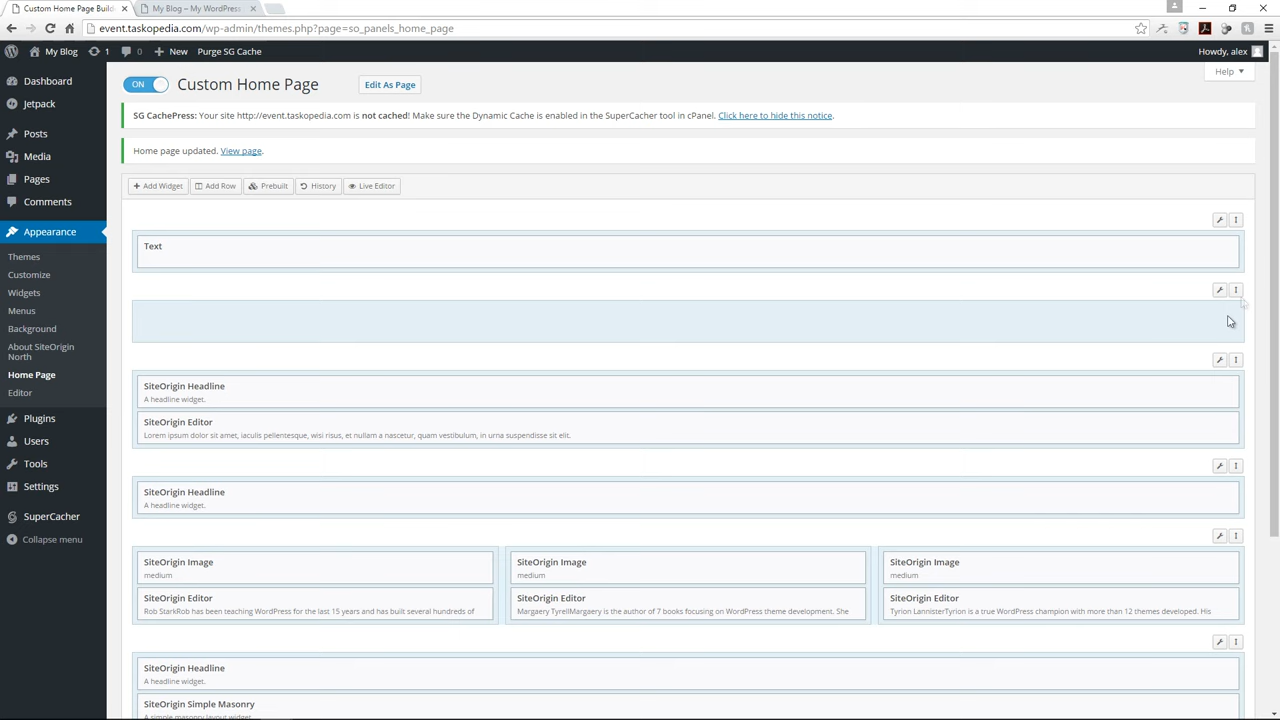 Custom Home Page Build
My Blog – My WordPress
event.taskopedia.com/wp-admin/themes.php?page=so_panels_home_page
My Blog 1 0 + New Purge SG Cache Howdy, alex
Help ▼
Dashboard
Jetpack
Posts
Media
Pages
Comments
Appearance
Themes
Customize
Widgets
Menus
Background
About SiteOrigin
North
Home Page
Editor
Plugins
Users
Tools
Settings
SuperCacher
Collapse menu
ON Custom Home Page Edit As Page
SG CachePress: Your site http://event.taskopedia.com is not cached! Make sure the Dynamic Cache is enabled in the SuperCacher tool in cPanel. Click here to hide this notice.
Home page updated. View page.
+ Add Widget Add Row Prebuilt History Live Editor
Text
SiteOrigin Headline
A headline widget.
SiteOrigin Editor
Lorem ipsum dolor sit amet, iaculis pellentesque, wisi risus, et nullam a nascetur, quam vestibulum, in urna suspendisse sit elit.
SiteOrigin Headline
A headline widget.
SiteOrigin Image
medium
SiteOrigin Editor
Rob StarkRob has been teaching WordPress for the last 15 years and has built several hundreds of
SiteOrigin Image
medium
SiteOrigin Editor
Margaery TyrellMargaery is the author of 7 books focusing on WordPress theme development. She
SiteOrigin Image
medium
SiteOrigin Editor
Tyrion LannisterTyrion is a true WordPress champion with more than 12 themes developed. His
SiteOrigin Headline
A headline widget.
SiteOrigin Simple Masonry
A simple masonry layout widget.